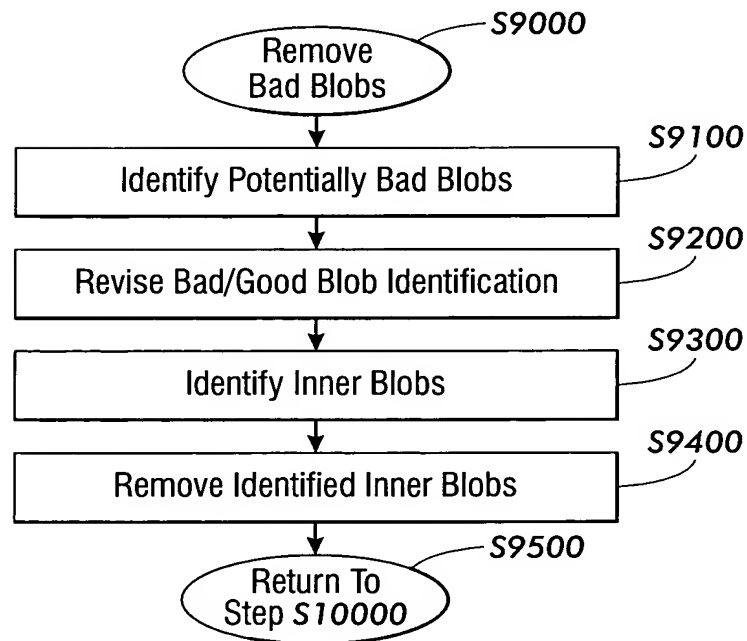 S9000
Remove
Bad Blobs
S9100
Identify Potentially Bad Blobs
S9200
Revise Bad/Good Blob Identification
S9300
Identify Inner Blobs
S9400
Remove Identified Inner Blobs
S9500
Return To
Step S10000